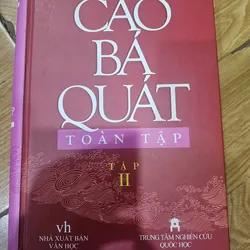 CAO BÁ
QUÁT
TOÀN TẬP
TẬP
II
vh
NHÀ XUẤT BẢN
VĂN HỌC
TRUNG TÂM NGHIÊN CỨU
QUỐC HỌC